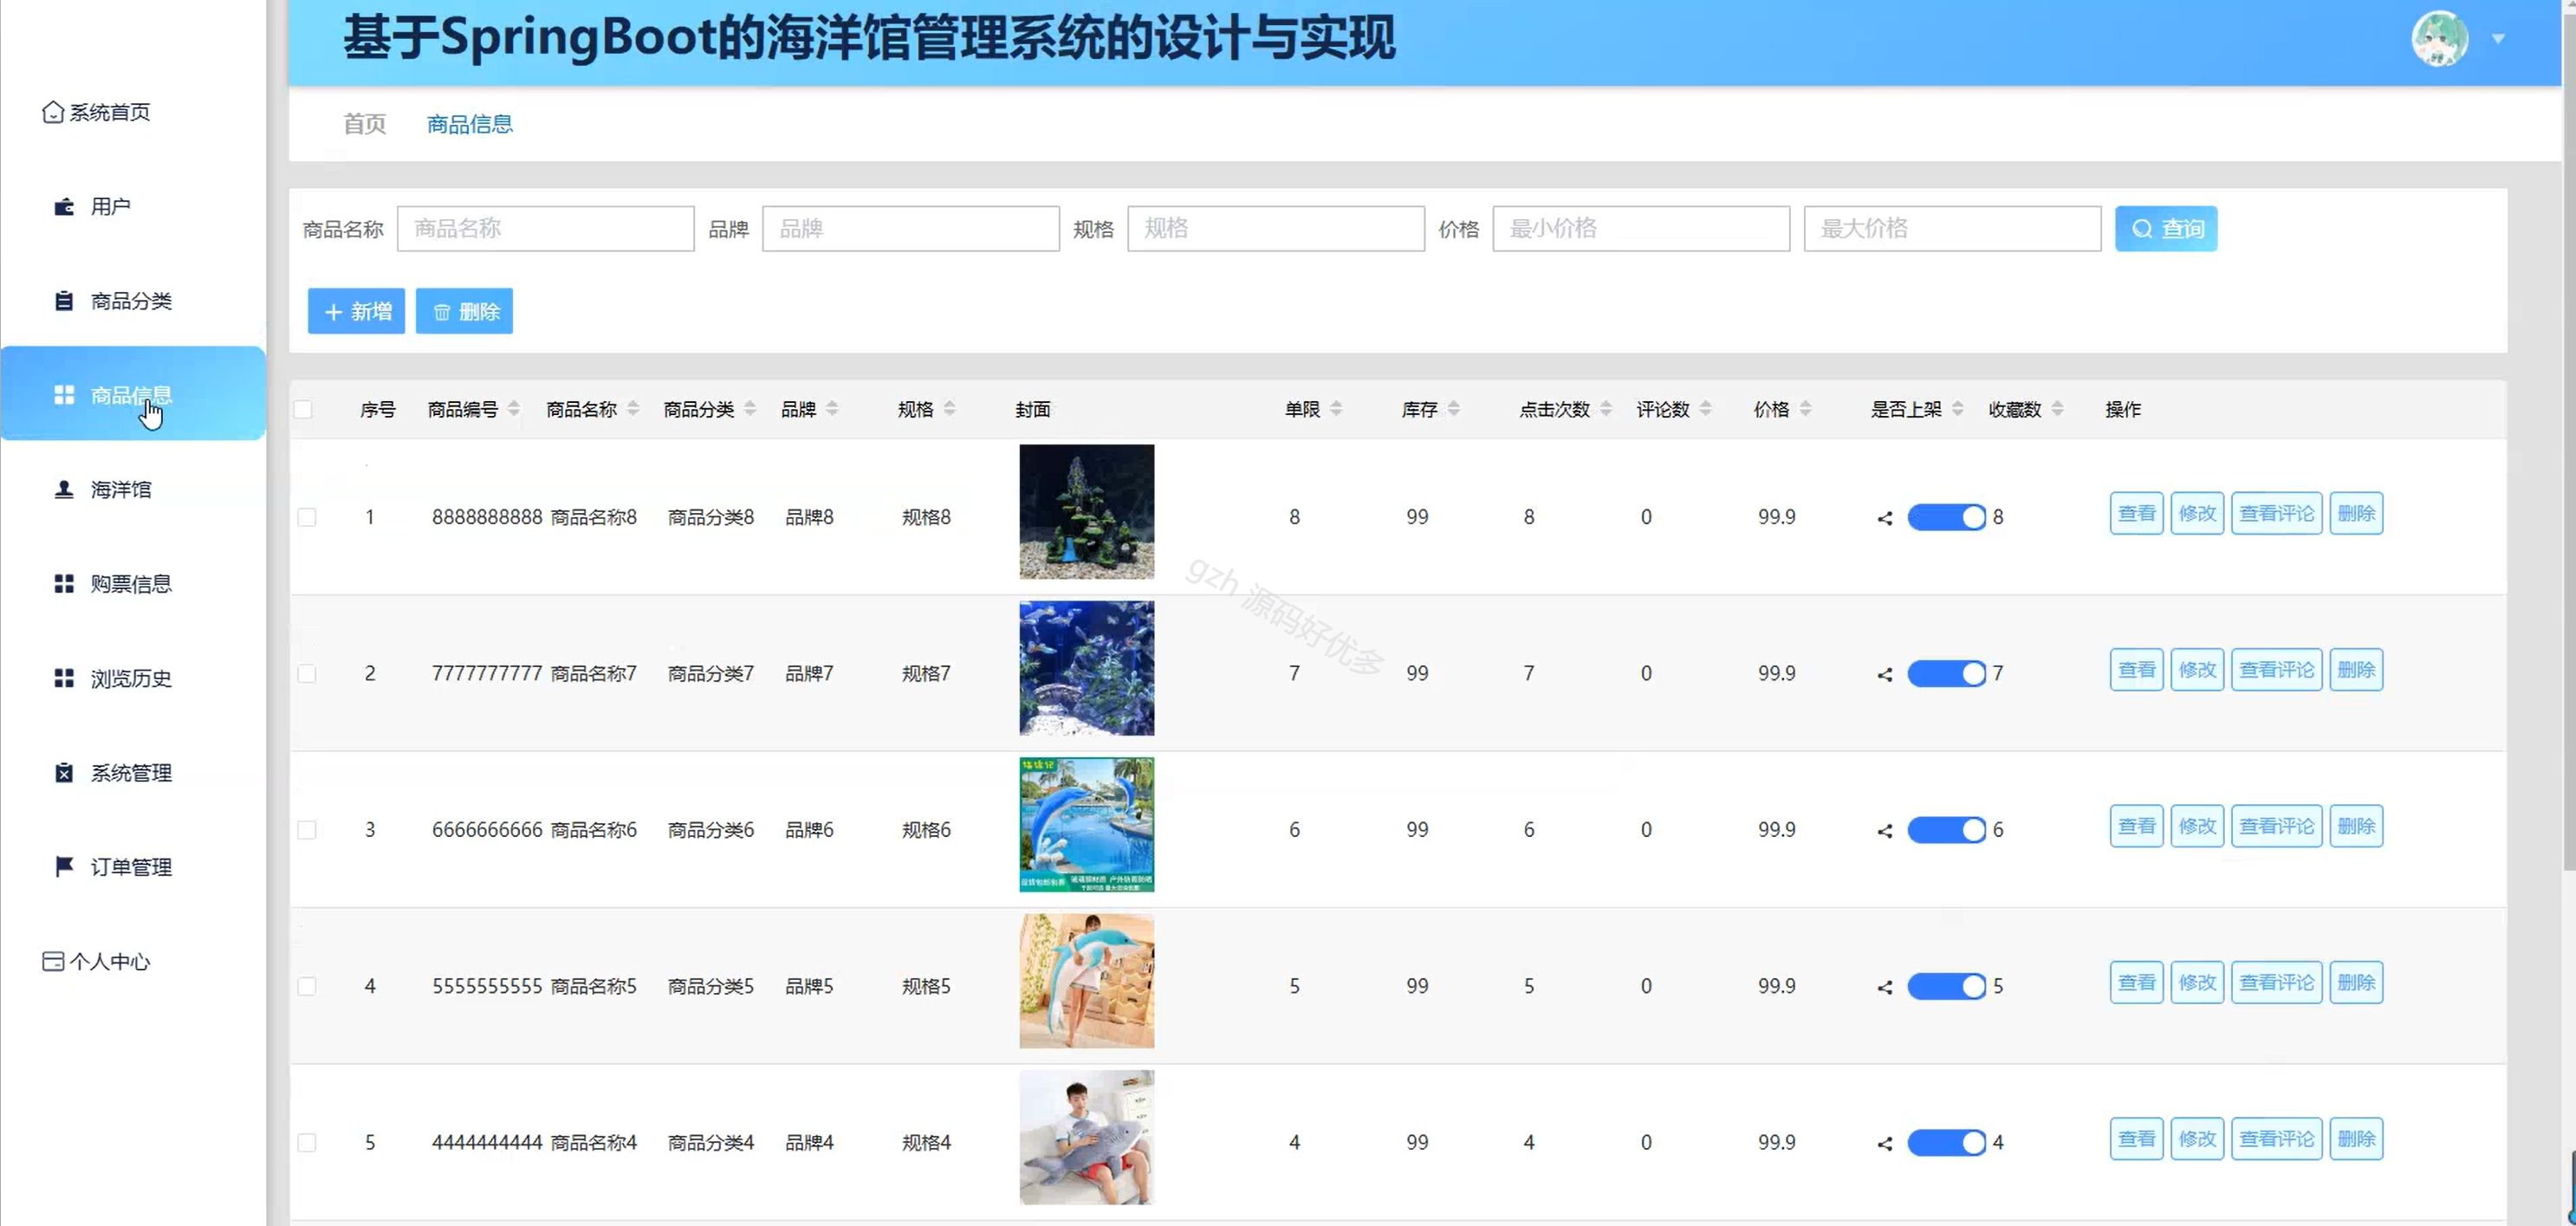 基于SpringBoot的海洋馆管理系统的设计与实现
系统首页
用户
商品分类
商品信息
海洋馆
购票信息
浏览历史
系统管理
订单管理
个人中心
首页 商品信息
商品名称 商品名称 品牌 品牌 规格 规格 价格 最小价格 最大价格 查询
新增 删除
序号 商品编号 商品名称 商品分类 品牌 规格 封面 单限 库存 点击次数 评论数 价格 是否上架 收藏数 操作
1 8888888888 商品名称8 商品分类8 品牌8 规格8 8 99 8 0 99.9 8 查看 修改 查看评论 删除
2 7777777777 商品名称7 商品分类7 品牌7 规格7 7 99 7 0 99.9 7 查看 修改 查看评论 删除
3 6666666666 商品名称6 商品分类6 品牌6 规格6 6 99 6 0 99.9 6 查看 修改 查看评论 删除
4 5555555555 商品名称5 商品分类5 品牌5 规格5 5 99 5 0 99.9 5 查看 修改 查看评论 删除
5 4444444444 商品名称4 商品分类4 品牌4 规格4 4 99 4 0 99.9 4 查看 修改 查看评论 删除
gzh 源码好优多